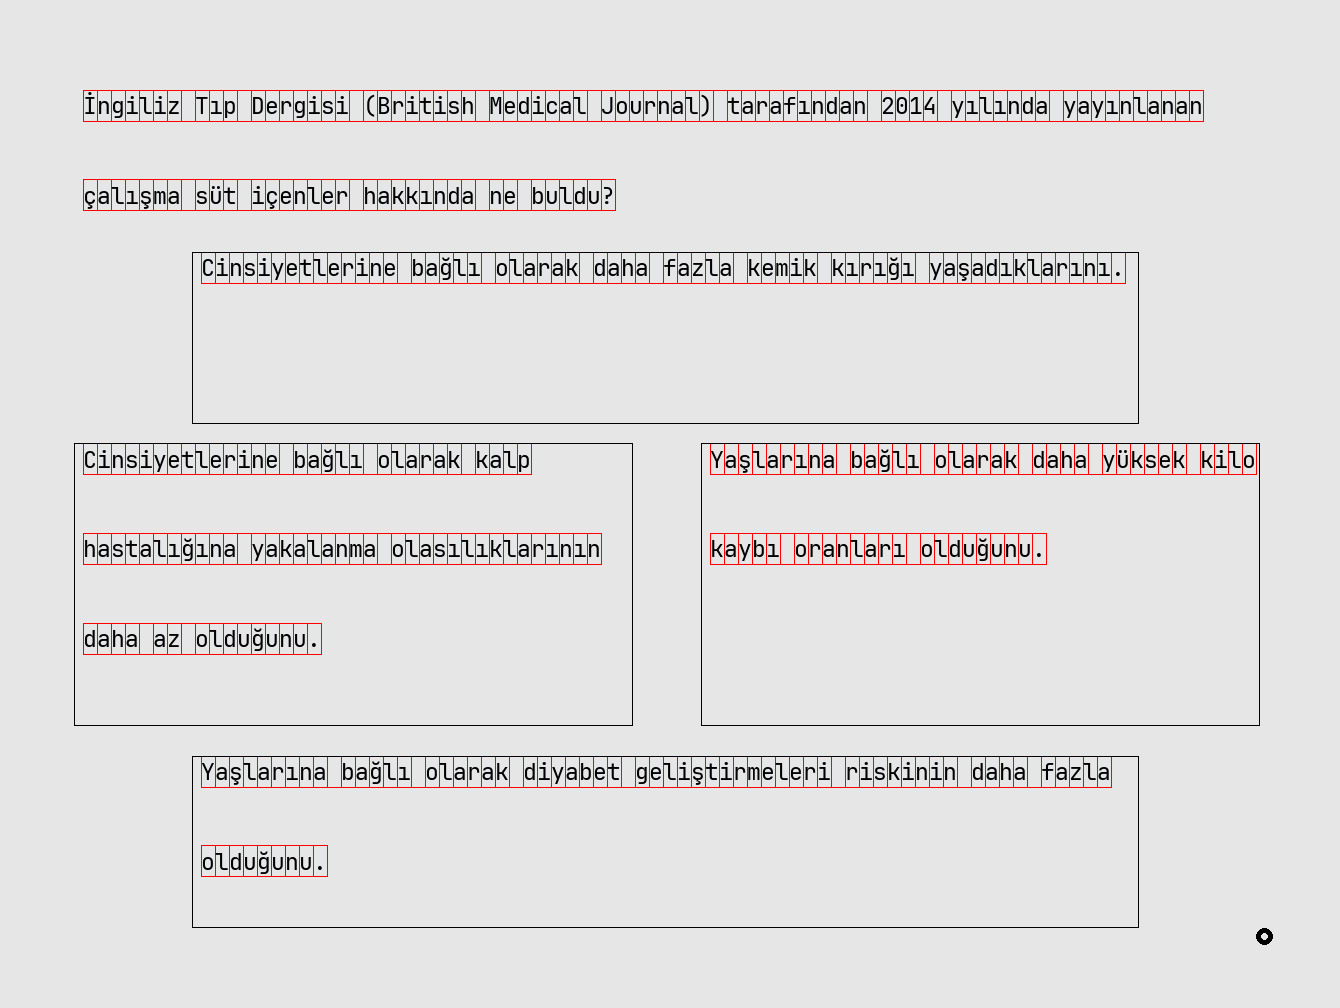 İngiliz Tıp Dergisi (British Medical Journal) tarafından 2014 yılında yayınlanan
çalışma süt içenler hakkında ne buldu?
Cinsiyetlerine bağlı olarak daha fazla kemik kırığı yaşadıklarını.
Cinsiyetlerine bağlı olarak kalp
hastalığına yakalanma olasılıklarının
daha az olduğunu.
Yaşlarına bağlı olarak daha yüksek kilo
kaybı oranları olduğunu.
Yaşlarına bağlı olarak diyabet geliştirmeleri riskinin daha fazla
olduğunu.